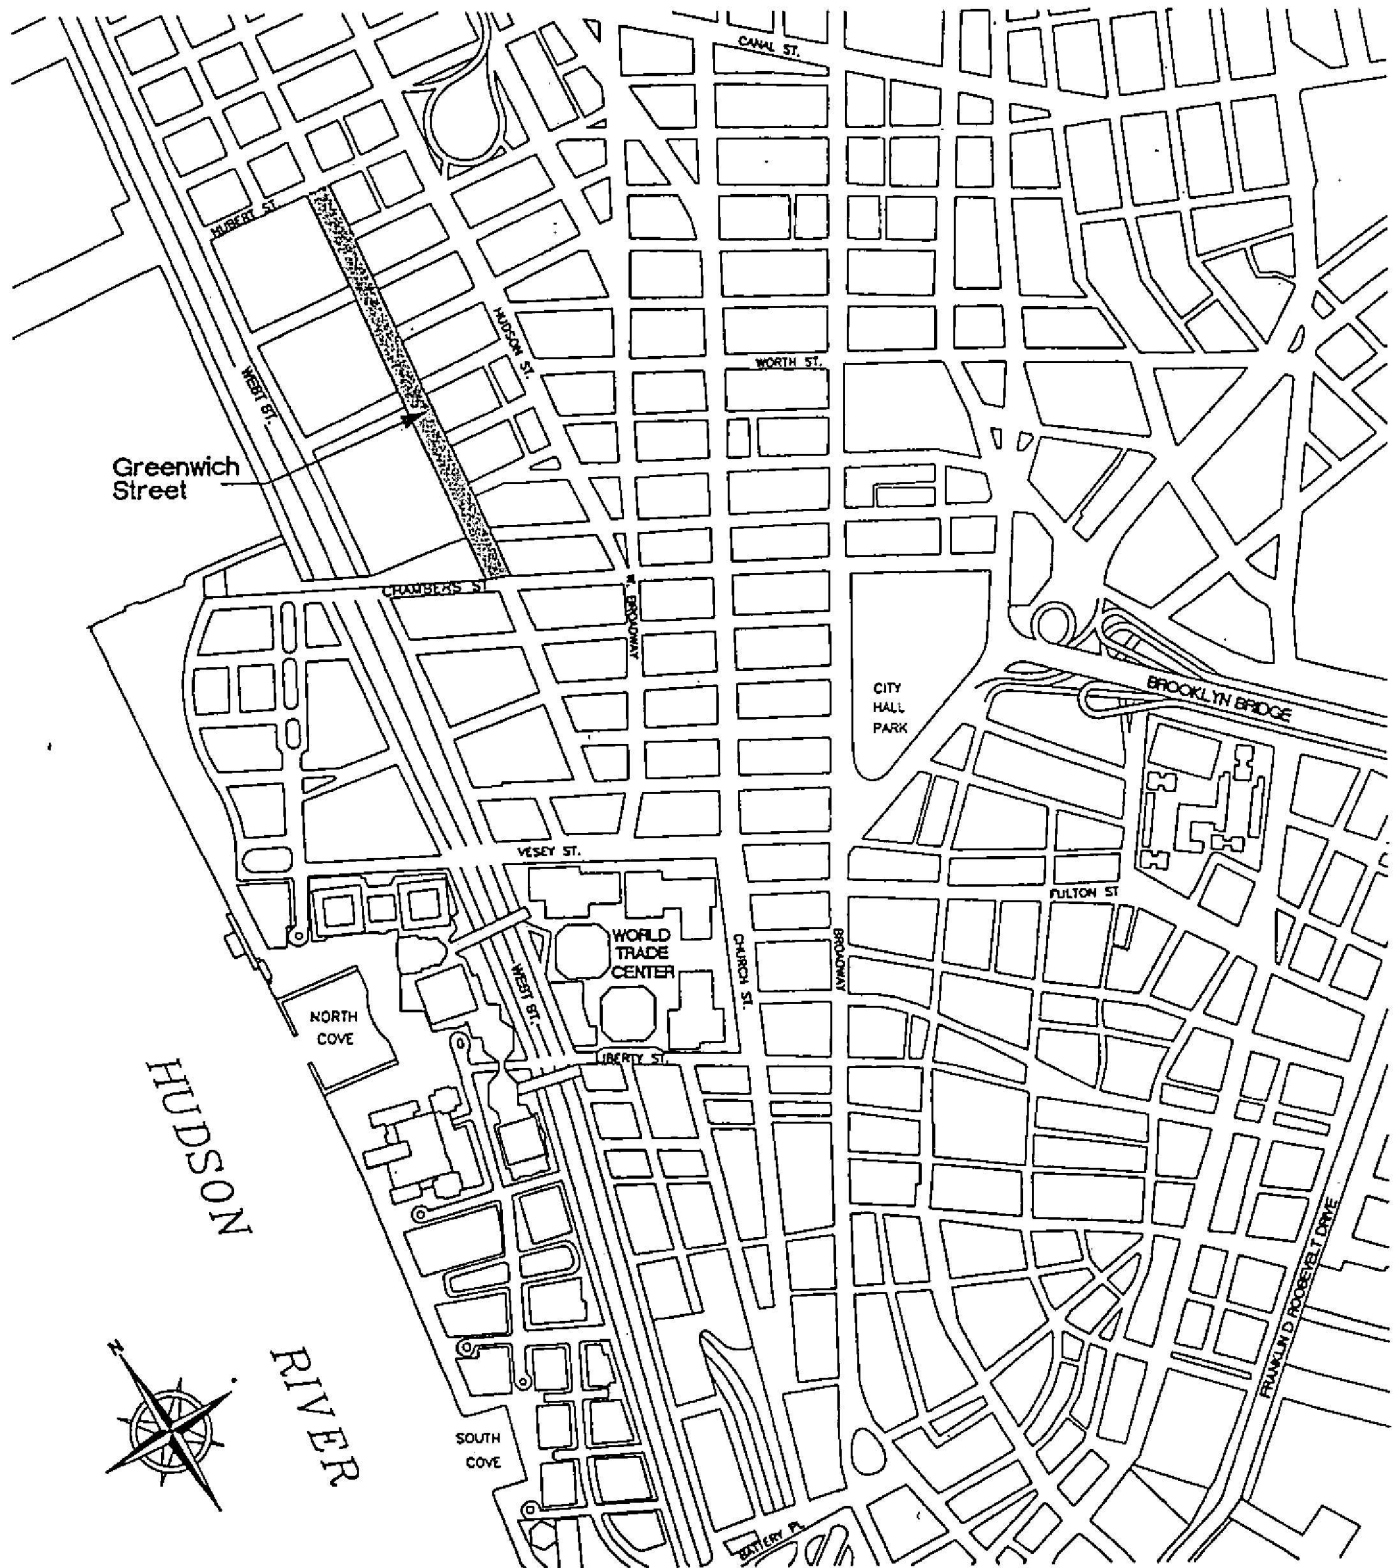 CANAL ST.
HUBERT ST.
HUDSON ST.
WEST ST.
WORTH ST.
Greenwich
Street
CHAMBERS ST
W. BROADWAY
CITY
HALL
PARK
BROOKLYN BRIDGE
VESEY ST.
FULTON ST
WORLD
TRADE
CENTER
CHURCH ST.
BROADWAY
WEST ST.
NORTH
COVE
LIBERTY ST.
HUDSON
RIVER
FRANKLIN D ROOSEVELT DRIVE
N
SOUTH
COVE
BATTERY PL